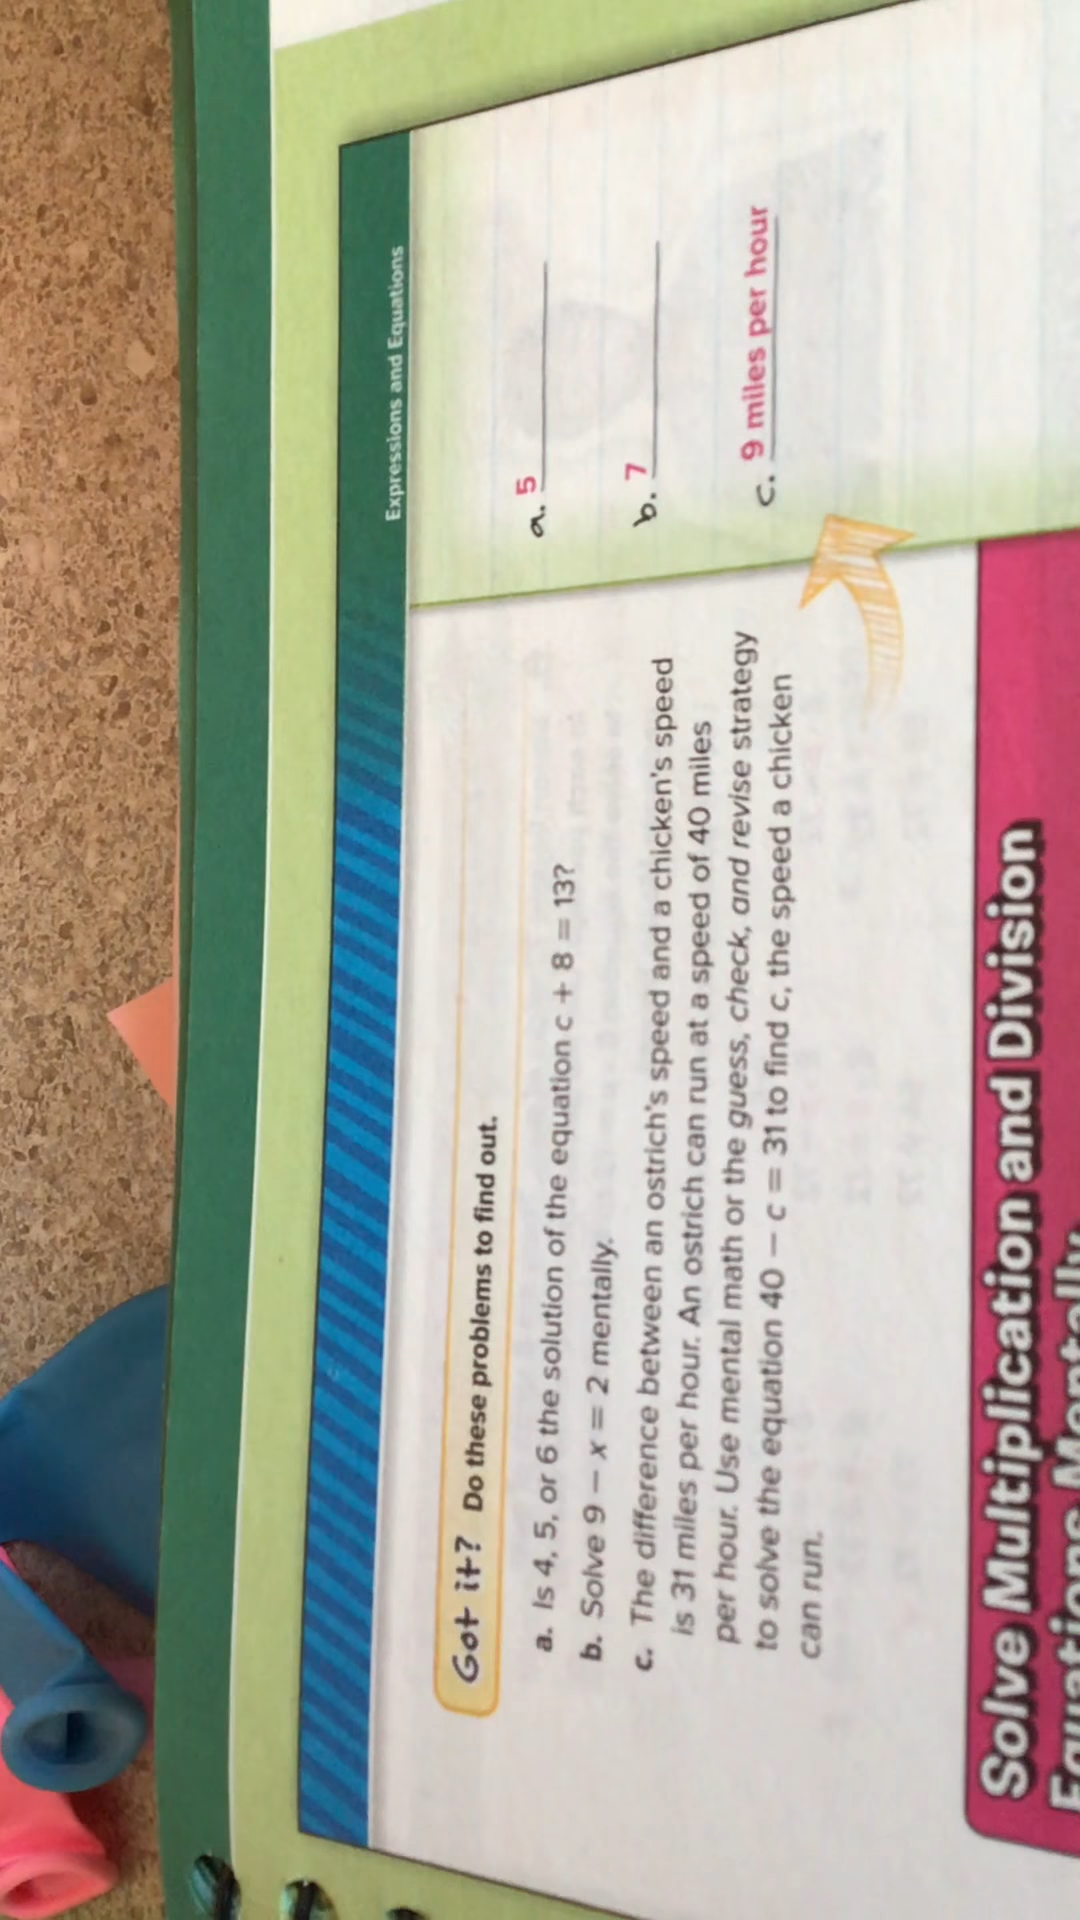 Expressions and Equations
Got it? Do these problems to find out.
a. Is 4, 5, or 6 the solution of the equation c + 8 = 13?
b. Solve 9 − x = 2 mentally.
c. The difference between an ostrich's speed and a chicken's speed
is 31 miles per hour. An ostrich can run at a speed of 40 miles
per hour. Use mental math or the guess, check, and revise strategy
to solve the equation 40 − c = 31 to find c, the speed a chicken
can run.
a. 5
b. 7
c. 9 miles per hour
Solve Multiplication and Division
Equations Mentally